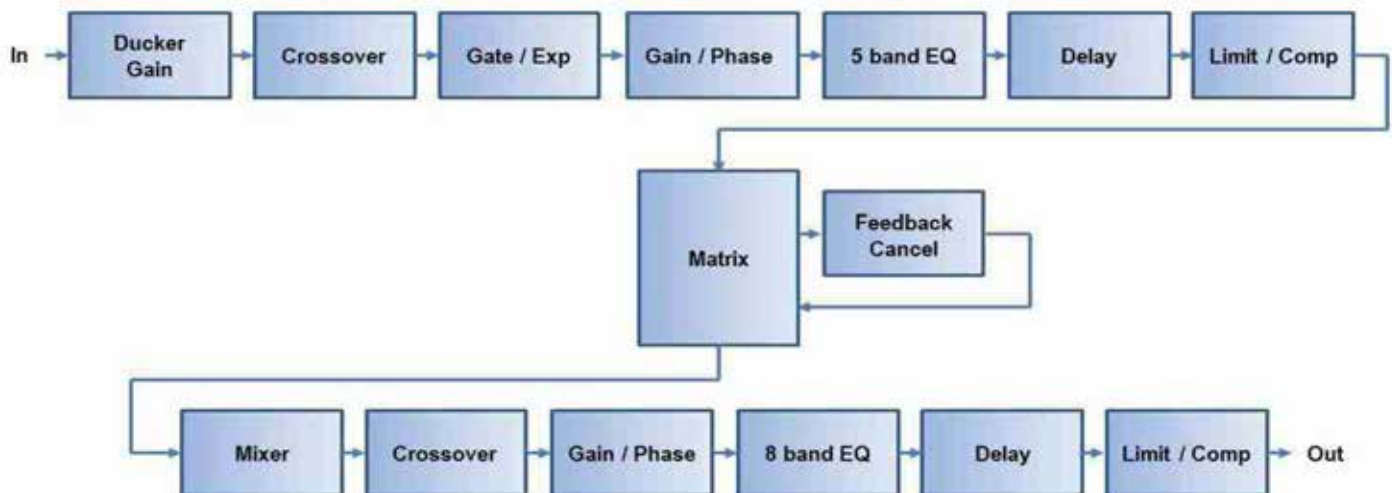 In
Ducker
Gain
Crossover
Gate / Exp
Gain / Phase
5 band EQ
Delay
Limit / Comp
Matrix
Feedback
Cancel
Mixer
Crossover
Gain / Phase
8 band EQ
Delay
Limit / Comp
Out